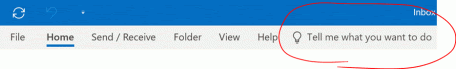 Inbox
File Home Send / Receive Folder View Help Tell me what you want to do